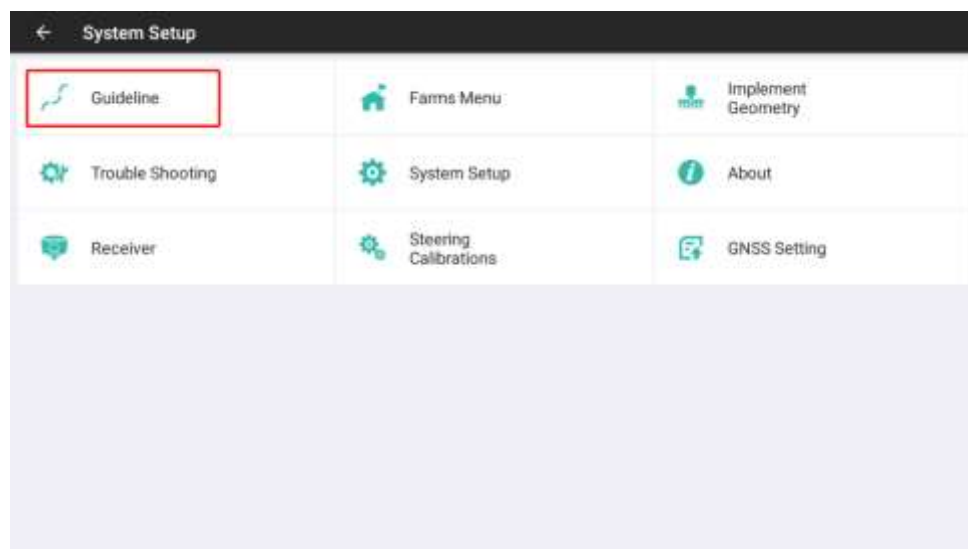 System Setup
Guideline
Farms Menu
Implement
Geometry
Trouble Shooting
System Setup
About
Receiver
Steering
Calibrations
GNSS Setting